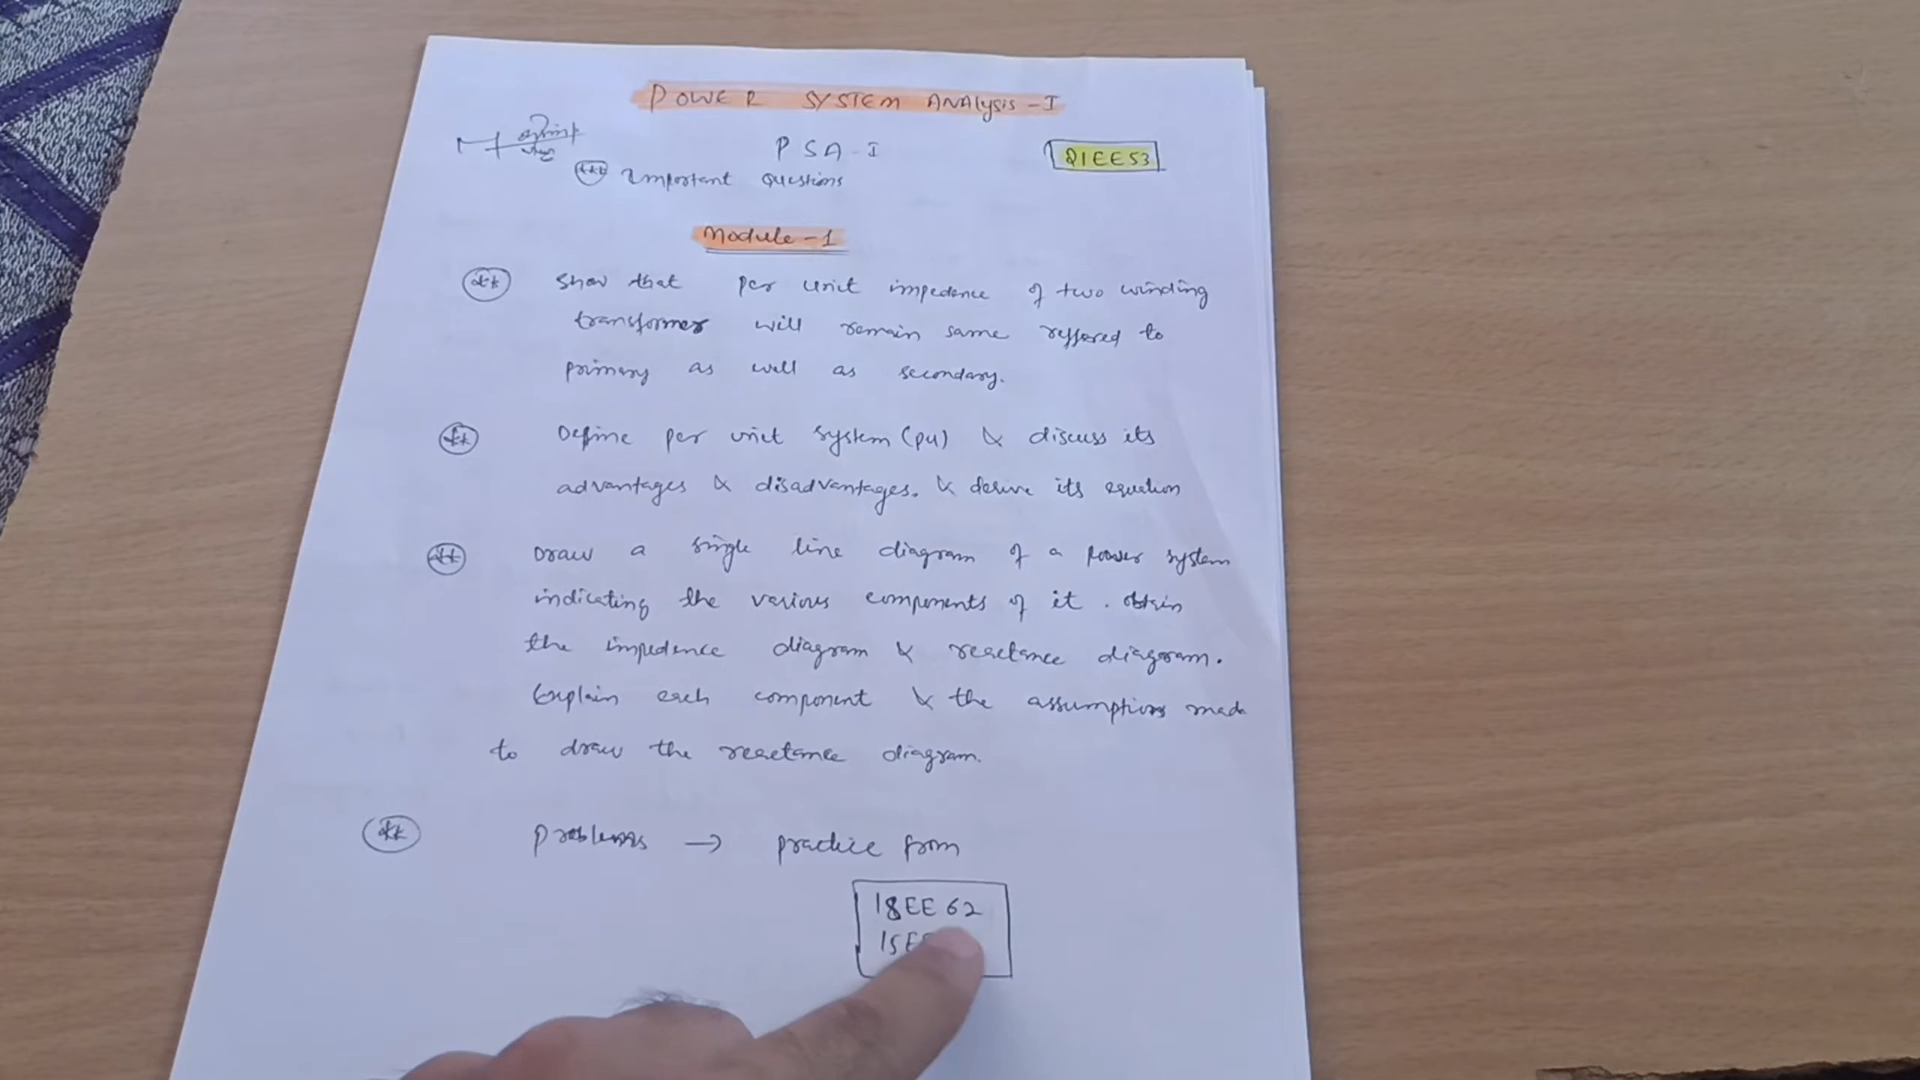 POWER SYSTEM ANALYSIS-I
PSA-I
21EE53
*** Important Questions
Module-1
** Show that per unit impedence of two winding
transformer will remain same reffered to
primary as well as secondary.
** Define per unit system (pu) & discuss its
advantages & disadvantages. & derive its equation
** Draw a single line diagram of a power system
indicating the various components of it. obtain
the impedence diagram & reactance diagram.
Explain each component & the assumptions made
to draw the reactance diagram.
** problems → practice from
18EE62